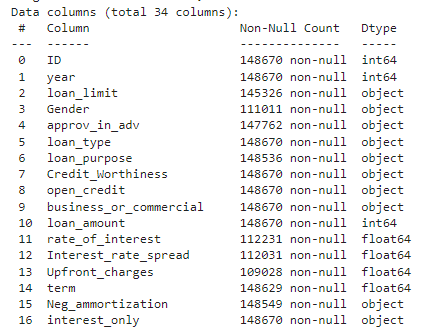 Data columns (total 34 columns):
 #   Column                     Non-Null Count   Dtype
---  ------                     --------------   -----
 0   ID                         148670 non-null  int64
 1   year                       148670 non-null  int64
 2   loan_limit                 145326 non-null  object
 3   Gender                     111011 non-null  object
 4   approv_in_adv              147762 non-null  object
 5   loan_type                  148670 non-null  object
 6   loan_purpose               148536 non-null  object
 7   Credit_Worthiness          148670 non-null  object
 8   open_credit                148670 non-null  object
 9   business_or_commercial     148670 non-null  object
 10  loan_amount                148670 non-null  int64
 11  rate_of_interest           112231 non-null  float64
 12  Interest_rate_spread       112031 non-null  float64
 13  Upfront_charges            109028 non-null  float64
 14  term                       148629 non-null  float64
 15  Neg_ammortization          148549 non-null  object
 16  interest_only              148670 non-null  object